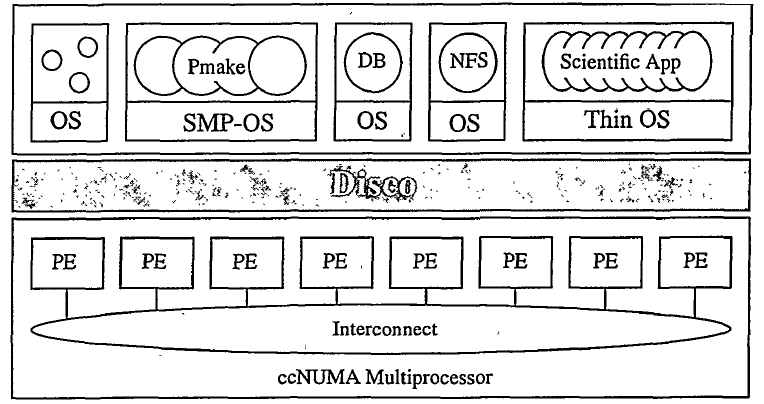 Pmake
DB
NFS
Scientific App
OS
SMP-OS
OS
OS
Thin OS
Disco
PE PE PE PE PE PE PE PE
Interconnect
ccNUMA Multiprocessor